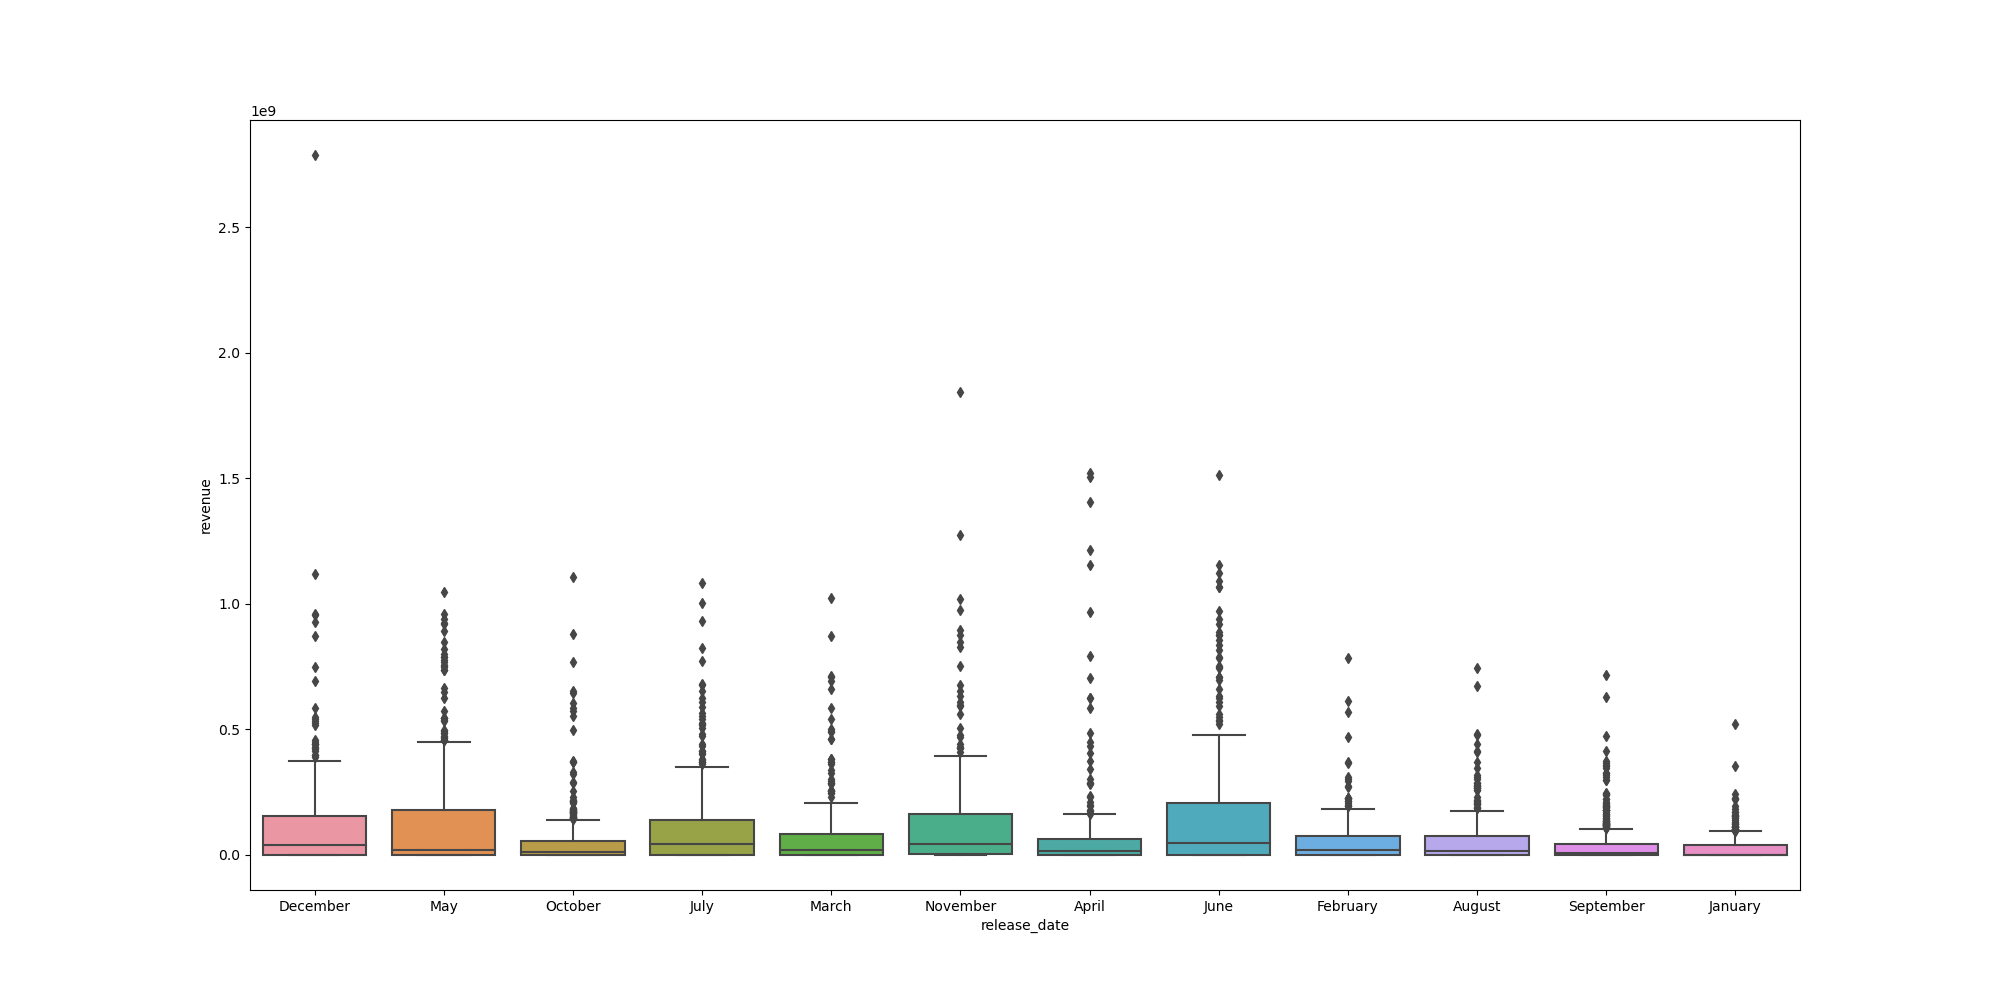 1e9
2.5
2.0
1.5
1.0
0.5
0.0
revenue
December May October July March November April June February August September January
release_date